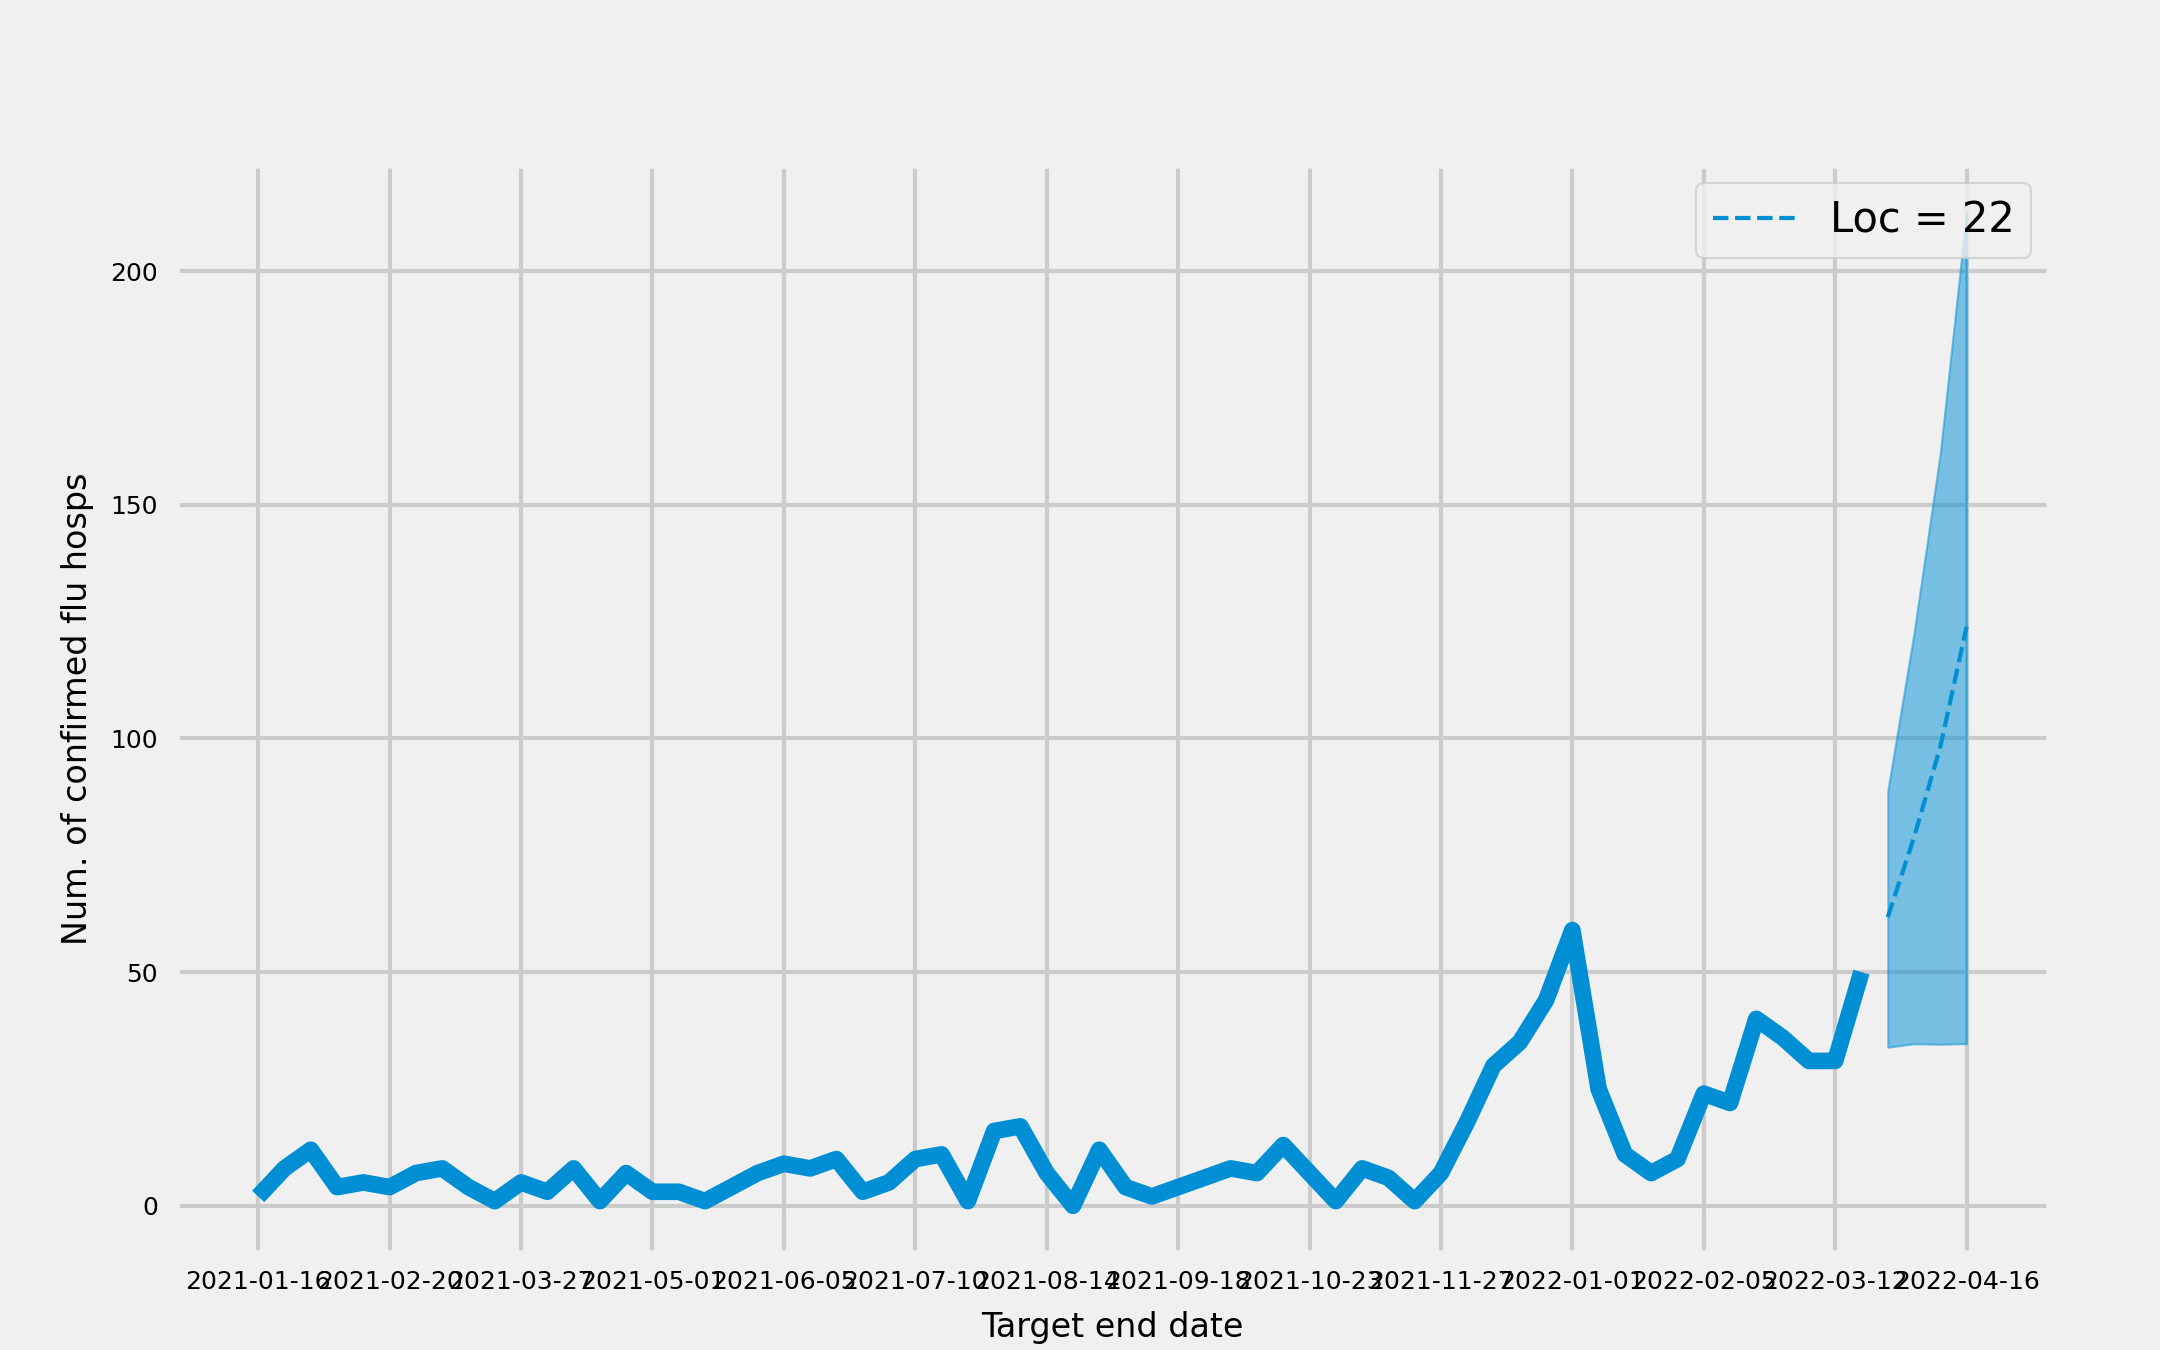 Loc = 22
200
150
100
50
0
Num. of confirmed flu hosps
2021-01-16 2021-02-20 2021-03-27 2021-05-01 2021-06-05 2021-07-10 2021-08-14 2021-09-18 2021-10-23 2021-11-27 2022-01-01 2022-02-05 2022-03-12 2022-04-16
Target end date